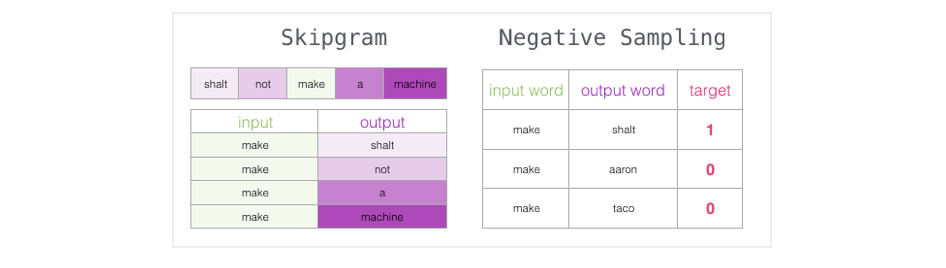 Skipgram
shalt not make a machine
input output
make shalt
make not
make a
make machine
Negative Sampling
input word output word target
make shalt 1
make aaron 0
make taco 0